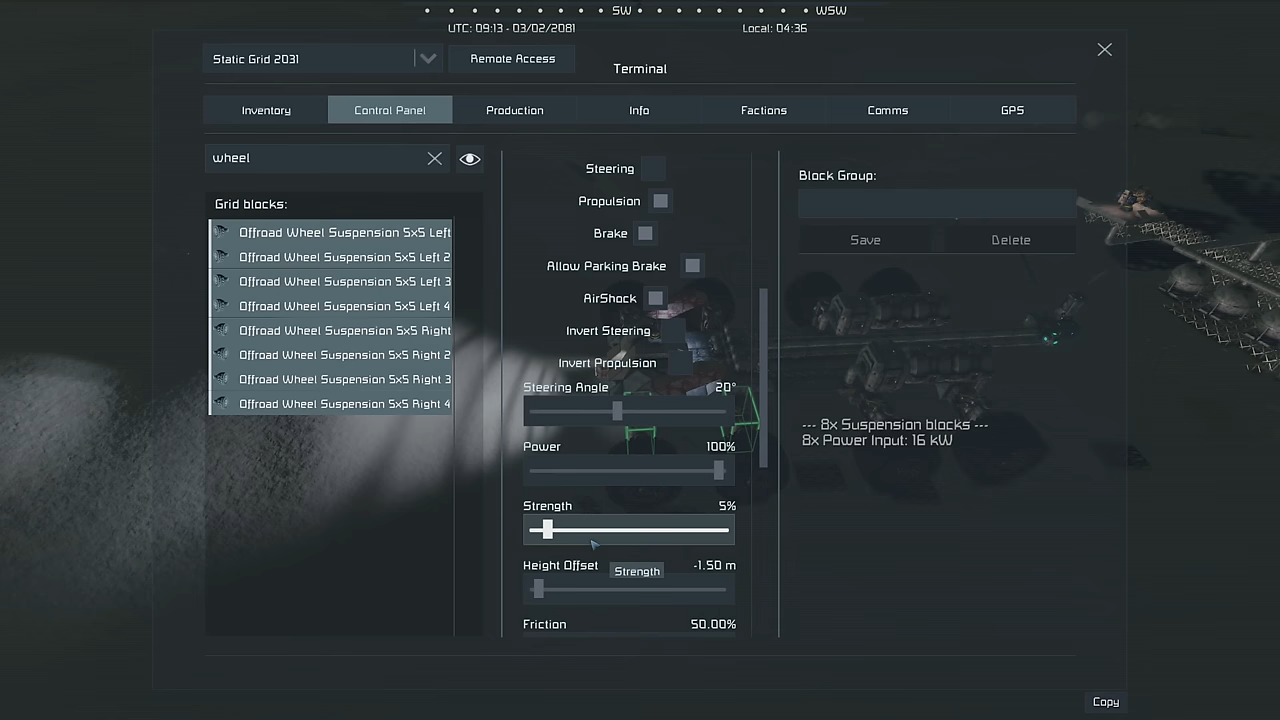 SW
WSW
UTC: 09:13 - 03/02/2081
Local: 04:36
Static Grid 2031
Remote Access
Terminal
Inventory
Control Panel
Production
Info
Factions
Comms
GPS
wheel
Grid blocks:
Offroad Wheel Suspension 5x5 Left
Offroad Wheel Suspension 5x5 Left 2
Offroad Wheel Suspension 5x5 Left 3
Offroad Wheel Suspension 5x5 Left 4
Offroad Wheel Suspension 5x5 Right
Offroad Wheel Suspension 5x5 Right 2
Offroad Wheel Suspension 5x5 Right 3
Offroad Wheel Suspension 5x5 Right 4
Steering
Propulsion
Brake
Allow Parking Brake
AirShock
Invert Steering
Invert Propulsion
Steering Angle 20°
Power 100%
Strength 5%
Height Offset -1.50 m
Strength
Friction 50.00%
Block Group:
Save
Delete
--- 8x Suspension blocks ---
8x Power Input: 16 kW
Copy